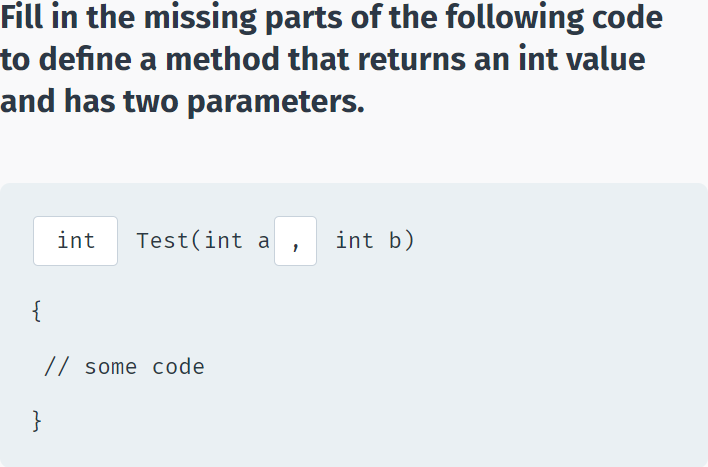 Fill in the missing parts of the following code
to define a method that returns an int value
and has two parameters.
int Test(int a , int b)
{
// some code
}